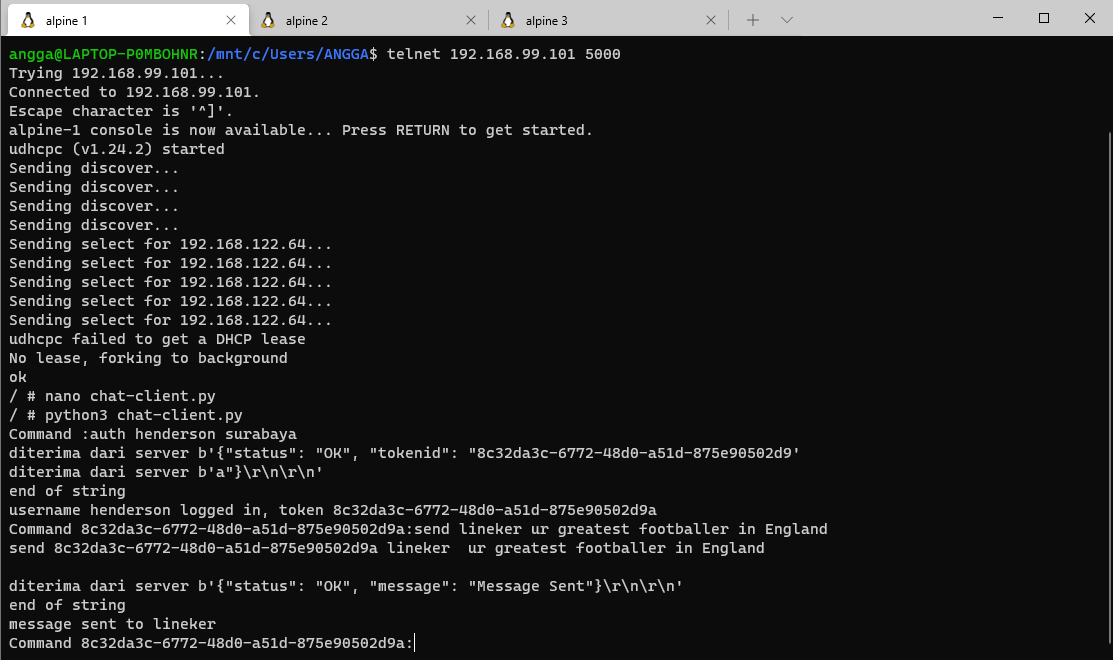 alpine 1
alpine 2
alpine 3
angga@LAPTOP-P0MBOHNR:/mnt/c/Users/ANGGA$ telnet 192.168.99.101 5000
Trying 192.168.99.101...
Connected to 192.168.99.101.
Escape character is '^]'.
alpine-1 console is now available... Press RETURN to get started.
udhcpc (v1.24.2) started
Sending discover...
Sending discover...
Sending discover...
Sending discover...
Sending select for 192.168.122.64...
Sending select for 192.168.122.64...
Sending select for 192.168.122.64...
Sending select for 192.168.122.64...
Sending select for 192.168.122.64...
udhcpc failed to get a DHCP lease
No lease, forking to background
ok
/ # nano chat-client.py
/ # python3 chat-client.py
Command :auth henderson surabaya
diterima dari server b'{"status": "OK", "tokenid": "8c32da3c-6772-48d0-a51d-875e90502d9'
diterima dari server b'a"}\r\n\r\n'
end of string
username henderson logged in, token 8c32da3c-6772-48d0-a51d-875e90502d9a
Command 8c32da3c-6772-48d0-a51d-875e90502d9a:send lineker ur greatest footballer in England
send 8c32da3c-6772-48d0-a51d-875e90502d9a lineker  ur greatest footballer in England
diterima dari server b'{"status": "OK", "message": "Message Sent"}\r\n\r\n'
end of string
message sent to lineker
Command 8c32da3c-6772-48d0-a51d-875e90502d9a: